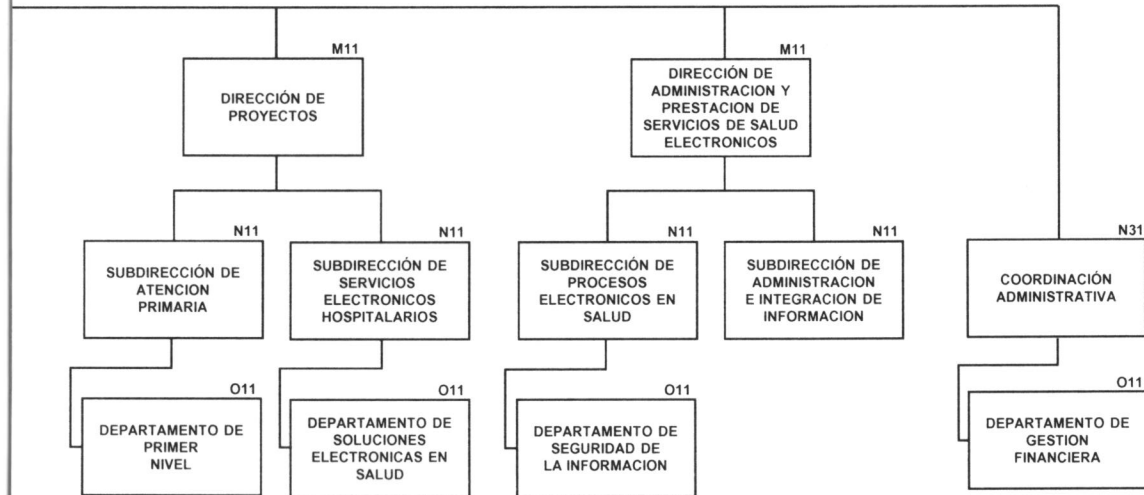 M11
DIRECCIÓN DE
PROYECTOS
M11
DIRECCIÓN DE
ADMINISTRACION Y
PRESTACION DE
SERVICIOS DE SALUD
ELECTRONICOS
N11
SUBDIRECCIÓN DE
ATENCION
PRIMARIA
N11
SUBDIRECCIÓN DE
SERVICIOS
ELECTRONICOS
HOSPITALARIOS
N11
SUBDIRECCIÓN DE
PROCESOS
ELECTRONICOS EN
SALUD
N11
SUBDIRECCIÓN DE
ADMINISTRACION
E INTEGRACION DE
INFORMACION
N31
COORDINACIÓN
ADMINISTRATIVA
O11
DEPARTAMENTO DE
PRIMER
NIVEL
O11
DEPARTAMENTO DE
SOLUCIONES
ELECTRONICAS EN
SALUD
O11
DEPARTAMENTO DE
SEGURIDAD DE
LA INFORMACION
O11
DEPARTAMENTO DE
GESTION
FINANCIERA